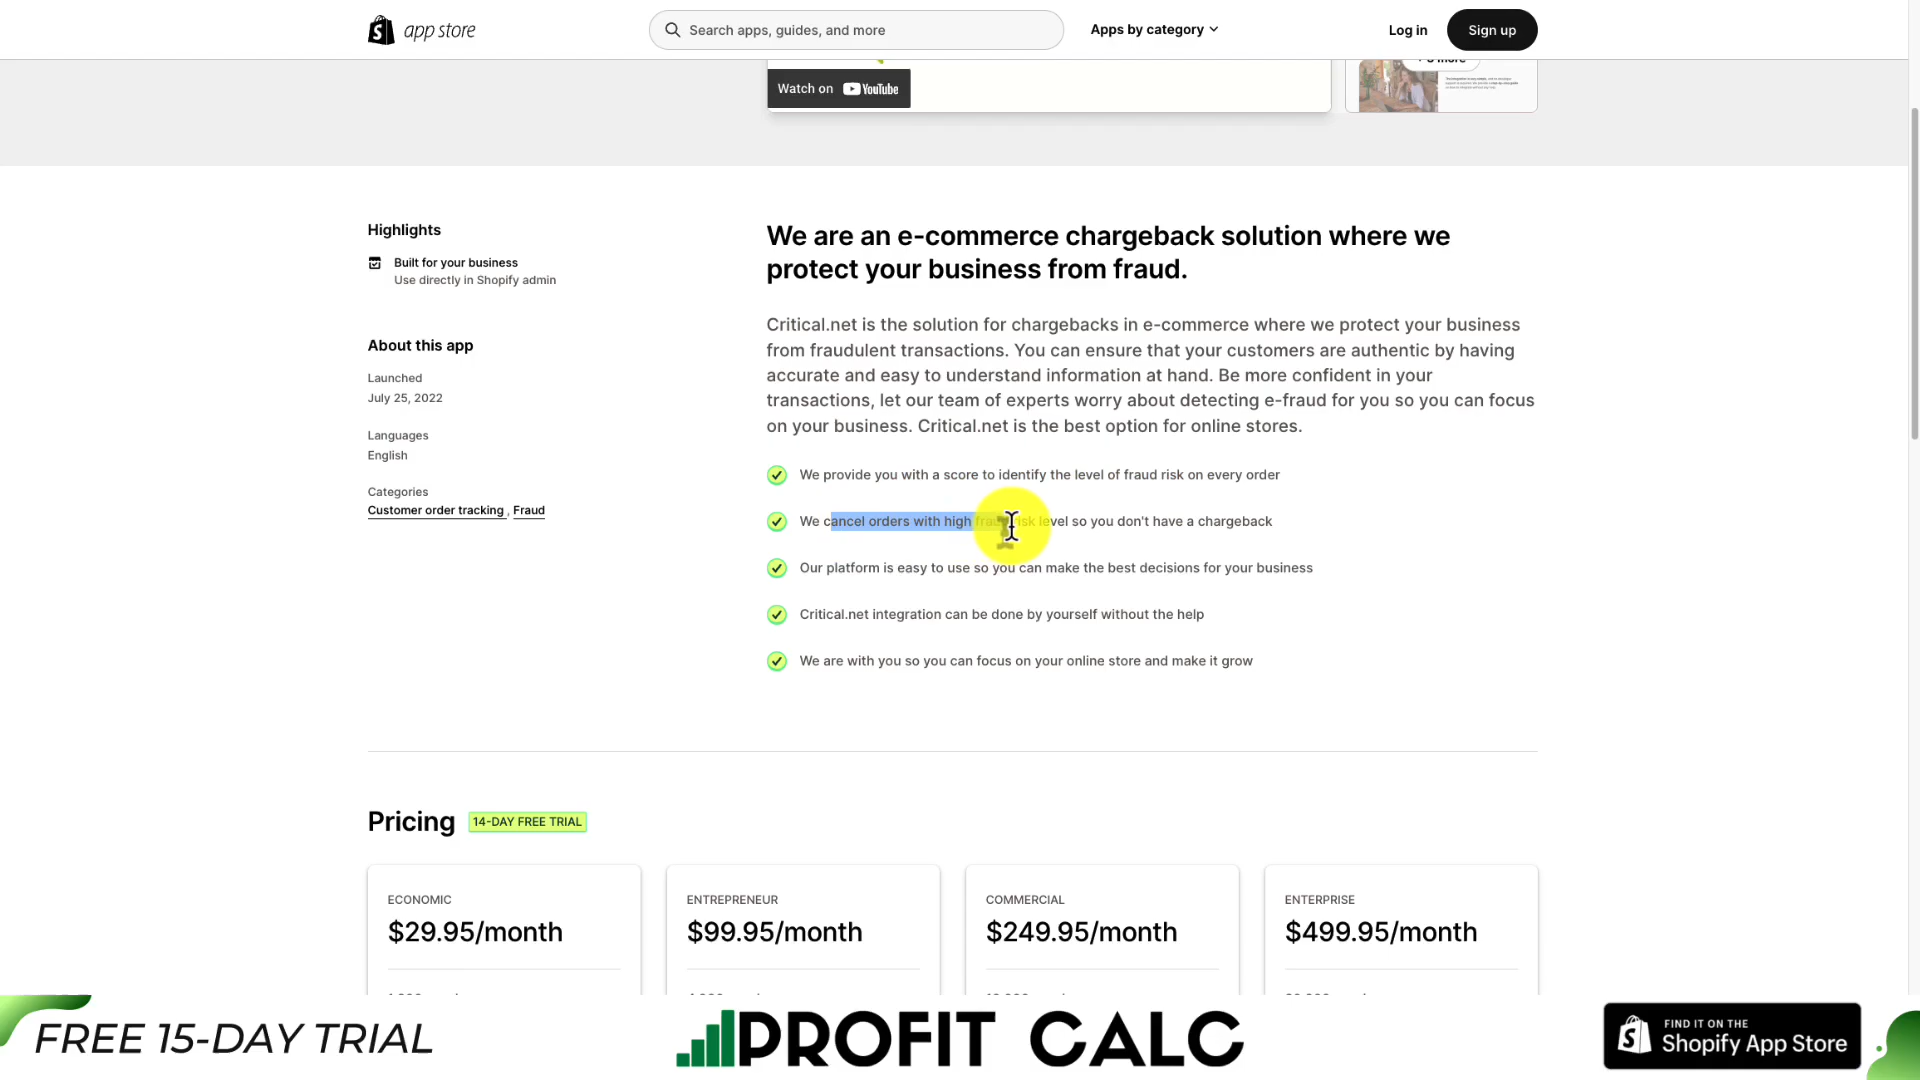 app store
Search apps, guides, and more
Apps by category
Log in
Sign up
Watch on YouTube
Highlights
Built for your business
Use directly in Shopify admin
About this app
Launched
July 25, 2022
Languages
English
Categories
Customer order tracking , Fraud
We are an e-commerce chargeback solution where we
protect your business from fraud.
Critical.net is the solution for chargebacks in e-commerce where we protect your business
from fraudulent transactions. You can ensure that your customers are authentic by having
accurate and easy to understand information at hand. Be more confident in your
transactions, let our team of experts worry about detecting e-fraud for you so you can focus
on your business. Critical.net is the best option for online stores.
We provide you with a score to identify the level of fraud risk on every order
We cancel orders with high fraud risk level so you don't have a chargeback
Our platform is easy to use so you can make the best decisions for your business
Critical.net integration can be done by yourself without the help
We are with you so you can focus on your online store and make it grow
Pricing
14-DAY FREE TRIAL
ECONOMIC
$29.95/month
ENTREPRENEUR
$99.95/month
COMMERCIAL
$249.95/month
ENTERPRISE
$499.95/month
FREE 15-DAY TRIAL
PROFIT CALC
FIND IT ON THE
Shopify App Store